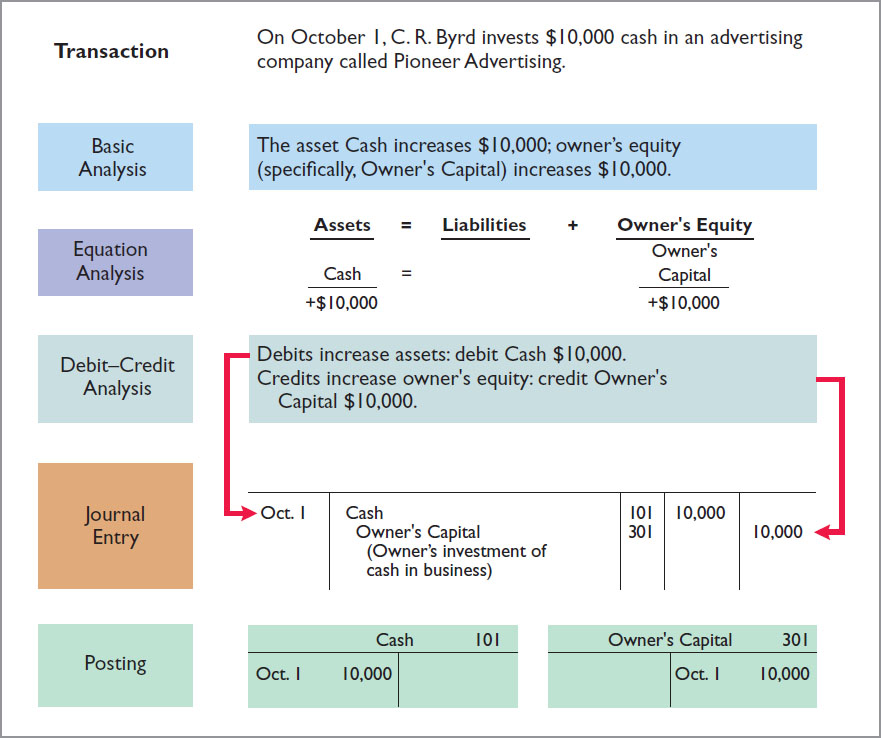 Transaction
On October 1, C. R. Byrd invests $10,000 cash in an advertising
company called Pioneer Advertising.
Basic
Analysis
The asset Cash increases $10,000; owner’s equity
(specifically, Owner's Capital) increases $10,000.
Equation
Analysis
Assets = Liabilities + Owner's Equity
Owner's
Cash = Capital
+$10,000 +$10,000
Debit–Credit
Analysis
Debits increase assets: debit Cash $10,000.
Credits increase owner's equity: credit Owner's
Capital $10,000.
Journal
Entry
Oct. 1 Cash 101 10,000
Owner's Capital 301 10,000
(Owner’s investment of
cash in business)
Posting
Cash 101
Oct. 1 10,000
Owner's Capital 301
Oct. 1 10,000